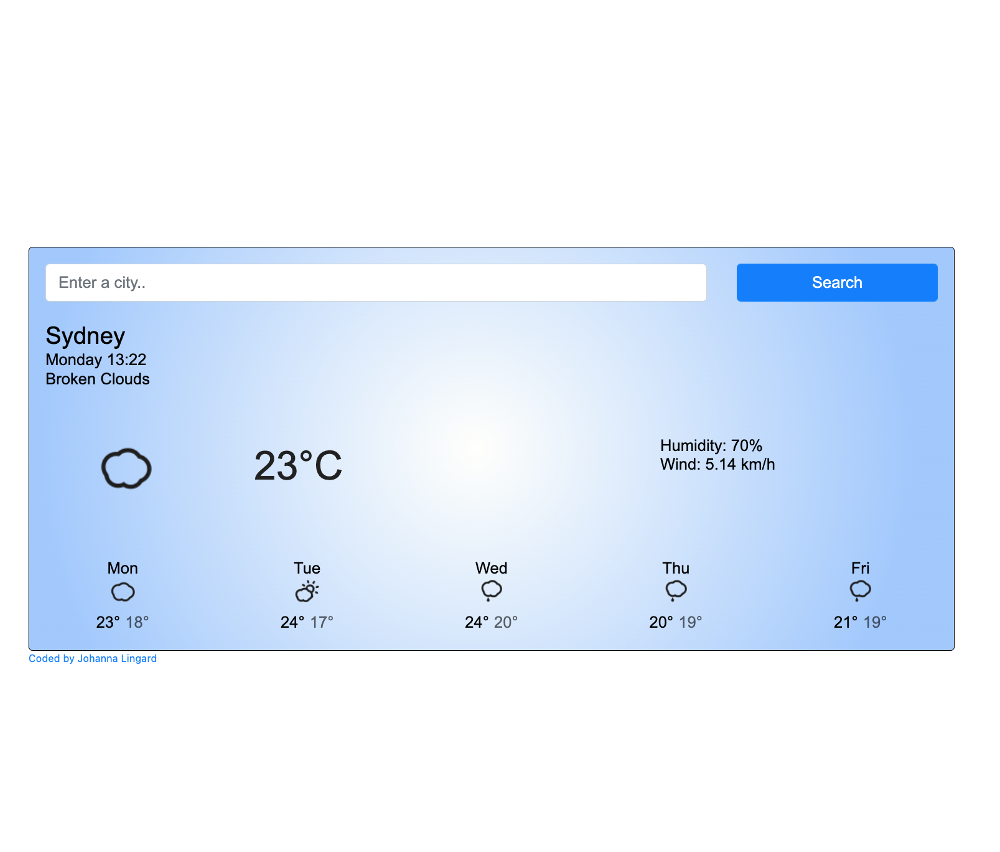 Enter a city..
Search
Sydney
Monday 13:22
Broken Clouds
23°C
Humidity: 70%
Wind: 5.14 km/h
Mon Tue Wed Thu Fri
23° 18° 24° 17° 24° 20° 20° 19° 21° 19°
Coded by Johanna Lingard